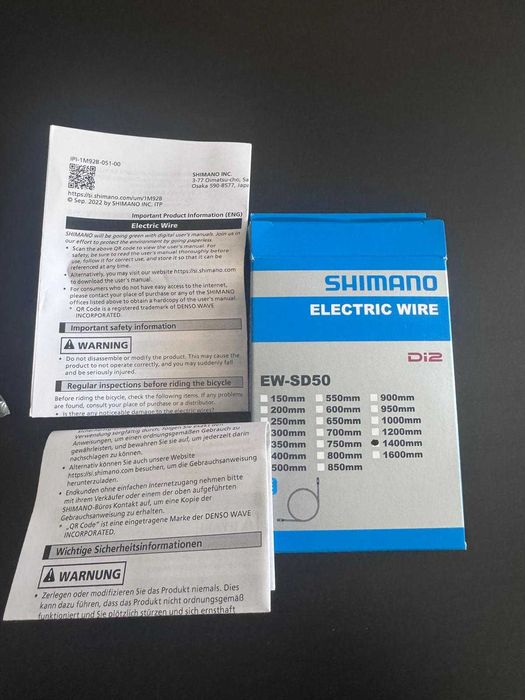 IPI-1M92B-051-00
SHIMANO INC.
3-77 Oimatsu-cho, Sa
Osaka 590-8577, Japa
https://si.shimano.com/um/1M92B
© Sep. 2022 by SHIMANO INC. ITP
Important Product Information (ENG)
Electric Wire
SHIMANO will be going green with digital user's manuals. Join us in
our effort to protect the environment by going paperless.
• Scan the above QR code to view the user's manual. For
safety, be sure to read the user's manual thoroughly before
use, follow it for correct use, and store it so that it can be
referenced at any time.
• Alternatively, you may visit our website https://si.shimano.com
to download the user's manual.
• For consumers who do not have easy access to the internet,
please contact your place of purchase or any of the SHIMANO
offices listed above to obtain a hardcopy of the user's manual.
* QR Code is a registered trademark of DENSO WAVE
INCORPORATED.
Important safety information
WARNING
• Do not disassemble or modify the product. This may cause the
product to not operate correctly, and you may suddenly fall
and be seriously injured.
Regular inspections before riding the bicycle
Before riding the bicycle, check the following items. If any problems
are found, consult your place of purchase or a distributor.
• Is there any noticeable damage to the electric wires
Verwendung sorgfältig durch, folgen Sie den
Anweisungen, um einen ordnungsgemäßen Gebrauch zu
gewährleisten, und bewahren Sie sie auf, um jederzeit darin
nachschlagen zu können.
• Alternativ können Sie auch unsere Website
https://si.shimano.com besuchen, um die Gebrauchsanweisung
herunterzuladen.
• Endkunden ohne einfachen Internetzugang nehmen bitte
mit ihrem Verkäufer oder einem der oben aufgeführten
SHIMANO-Büros Kontakt auf, um eine Kopie der
Gebrauchsanweisung zu erhalten.
* „QR Code" ist eine eingetragene Marke der DENSO WAVE
INCORPORATED.
Wichtige Sicherheitsinformationen
WARNUNG
• Zerlegen oder modifizieren Sie das Produkt niemals. Dies
kann dazu führen, dass das Produkt nicht ordnungsgemäß
funktioniert und Sie plötzlich stürzen und sich ernsthaft
SHIMANO
ELECTRIC WIRE
Di2
EW-SD50
150mm 550mm 900mm
200mm 600mm 950mm
250mm 650mm 1000mm
300mm 700mm 1200mm
350mm 750mm 1400mm
400mm 800mm 1600mm
500mm 850mm